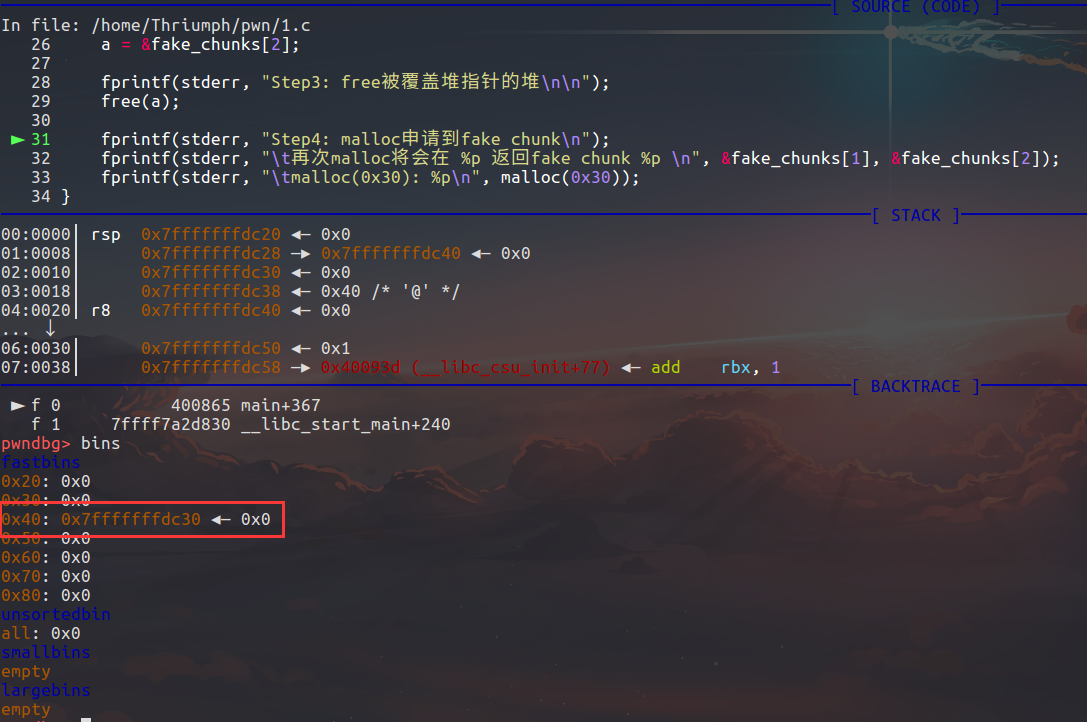 [ SOURCE (CODE) ]
In file: /home/Thriumph/pwn/1.c
26     a = &fake_chunks[2];
27
28     fprintf(stderr, "Step3: free被覆盖堆指针的堆\n\n");
29     free(a);
30
► 31     fprintf(stderr, "Step4: malloc申请到fake chunk\n");
32     fprintf(stderr, "\t再次malloc将会在 %p 返回fake chunk %p \n", &fake_chunks[1], &fake_chunks[2]);
33     fprintf(stderr, "\tmalloc(0x30): %p\n", malloc(0x30));
34 }
[ STACK ]
00:0000│ rsp  0x7fffffffdc20 ◂— 0x0
01:0008│      0x7fffffffdc28 —▸ 0x7fffffffdc40 ◂— 0x0
02:0010│      0x7fffffffdc30 ◂— 0x0
03:0018│      0x7fffffffdc38 ◂— 0x40 /* '@' */
04:0020│ r8   0x7fffffffdc40 ◂— 0x0
... ↓
06:0030│      0x7fffffffdc50 ◂— 0x1
07:0038│      0x7fffffffdc58 —▸ 0x40093d (__libc_csu_init+77) ◂— add    rbx, 1
[ BACKTRACE ]
► f 0           400865 main+367
f 1     7ffff7a2d830 __libc_start_main+240
pwndbg> bins
fastbins
0x20: 0x0
0x30: 0x0
0x40: 0x7fffffffdc30 ◂— 0x0
0x50: 0x0
0x60: 0x0
0x70: 0x0
0x80: 0x0
unsortedbin
all: 0x0
smallbins
empty
largebins
empty